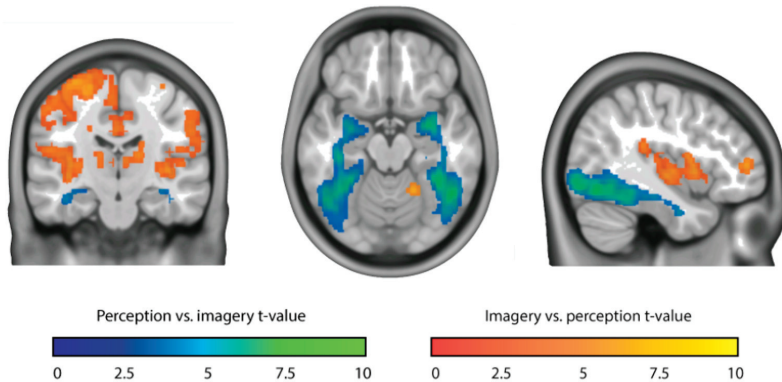 Perception vs. imagery t-value
Imagery vs. perception t-value
0 2.5 5 7.5 10
0 2.5 5 7.5 10